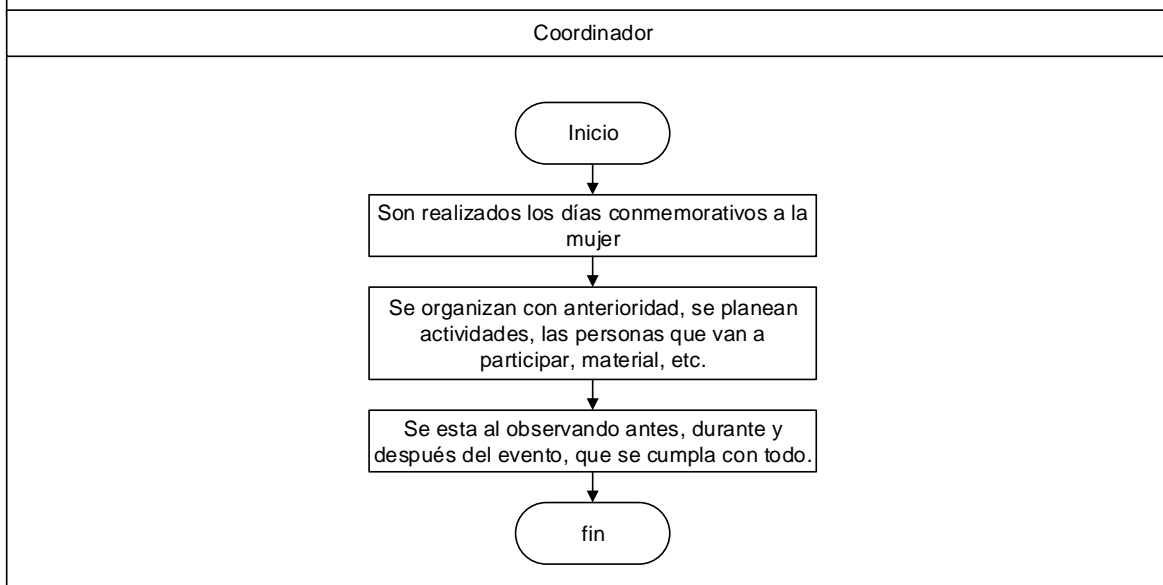 Coordinador
Inicio
Son realizados los días conmemorativos a la
mujer
Se organizan con anterioridad, se planean
actividades, las personas que van a
participar, material, etc.
Se esta al observando antes, durante y
después del evento, que se cumpla con todo.
fin